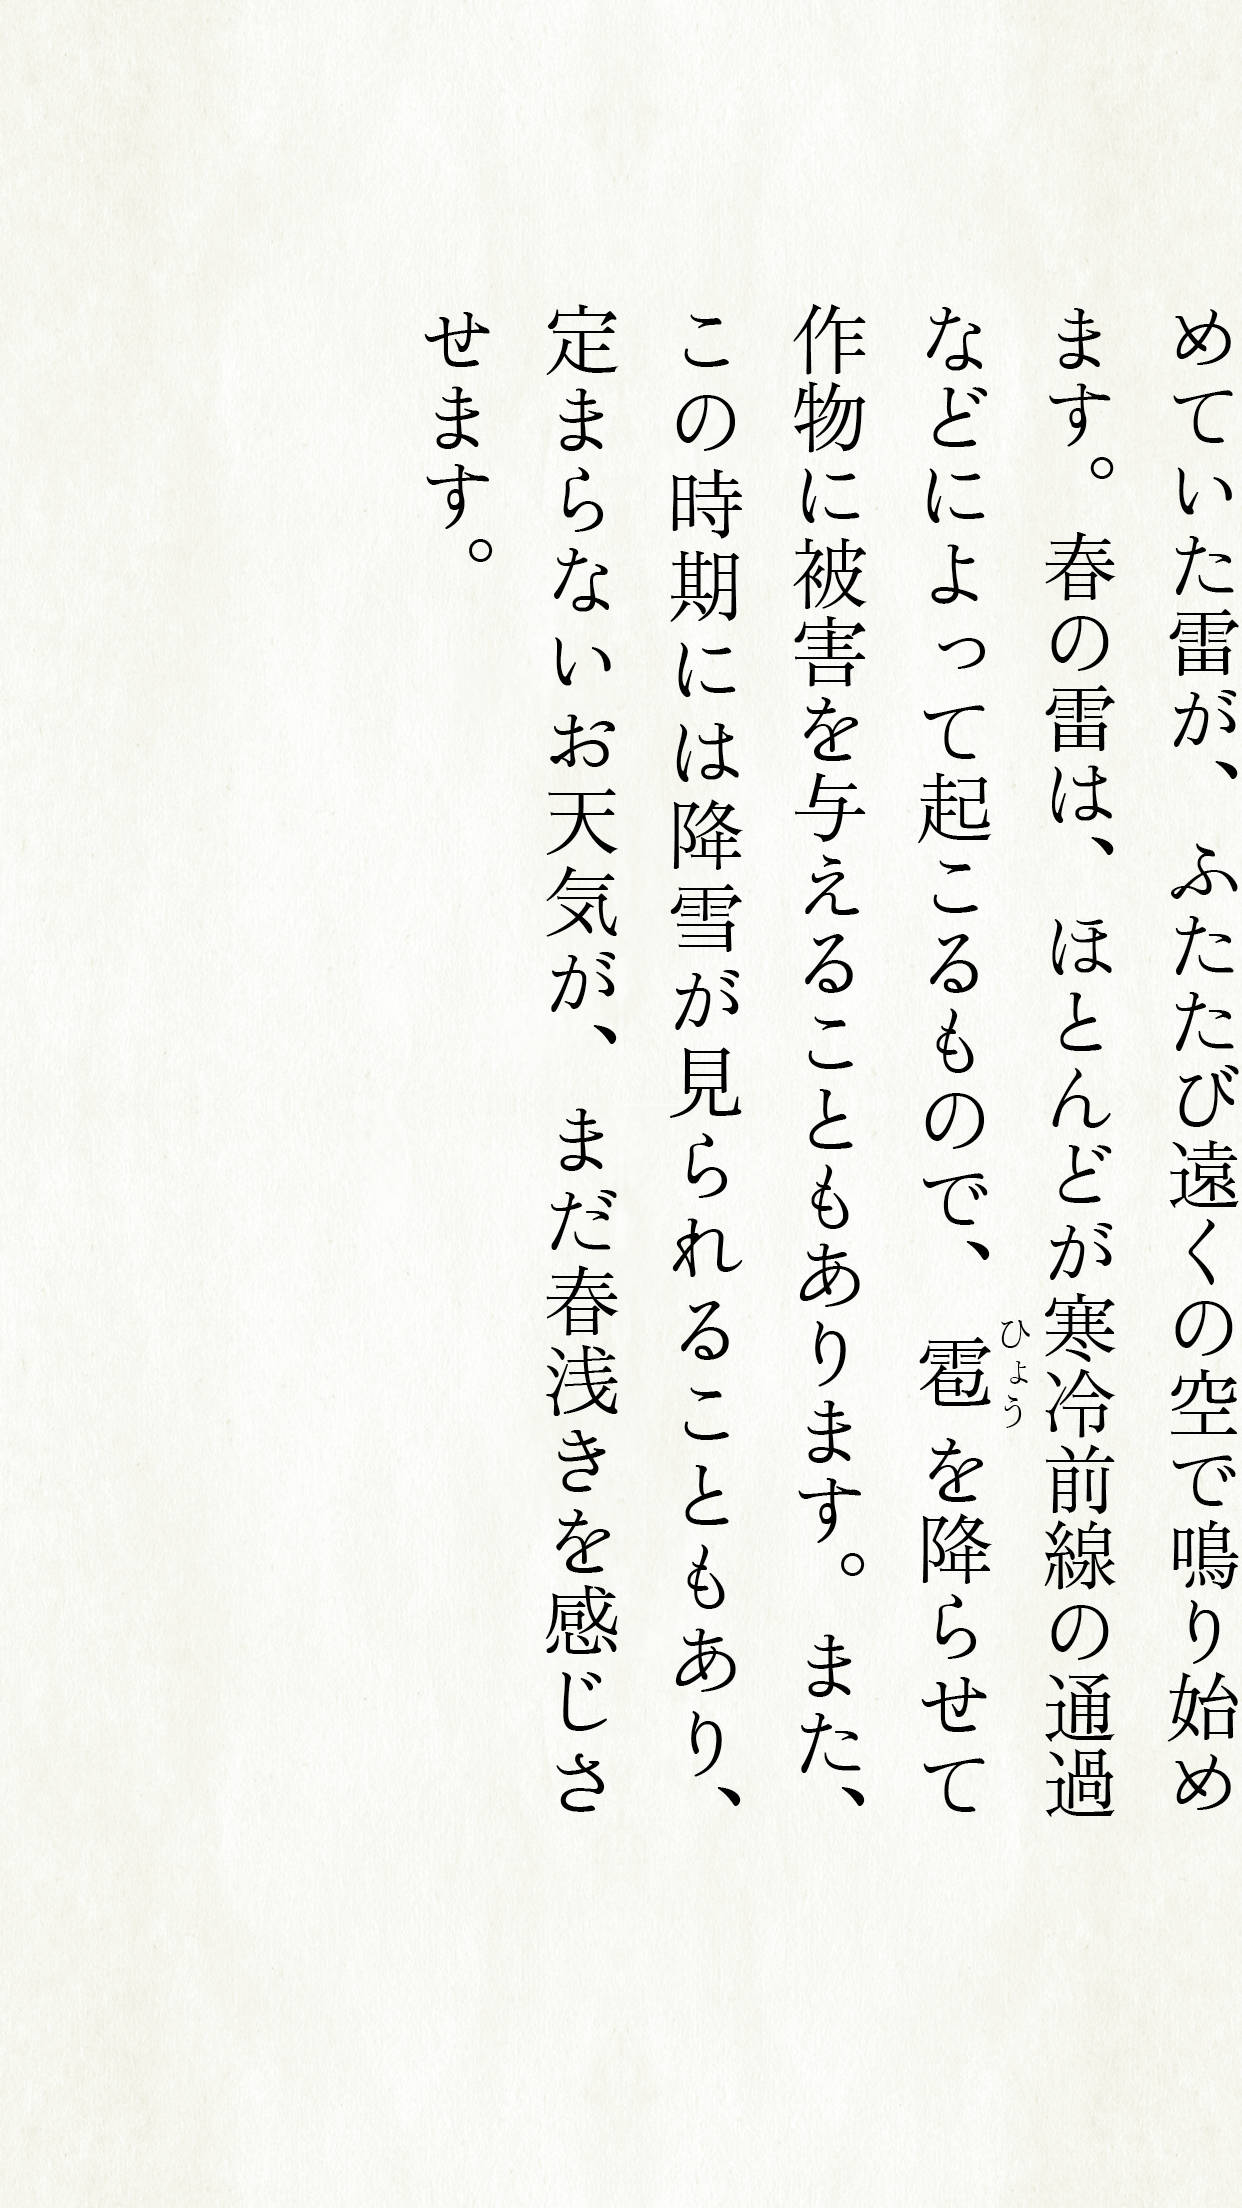 めていた雷が、ふたたび遠くの空で鳴り始め
ます。春の雷は、ほとんどが寒冷前線の通過
などによって起こるもので、雹を降らせて
ひょう
作物に被害を与えることもあります。また、
この時期には降雪が見られることもあり、
定まらないお天気が、まだ春浅きを感じさ
せます。